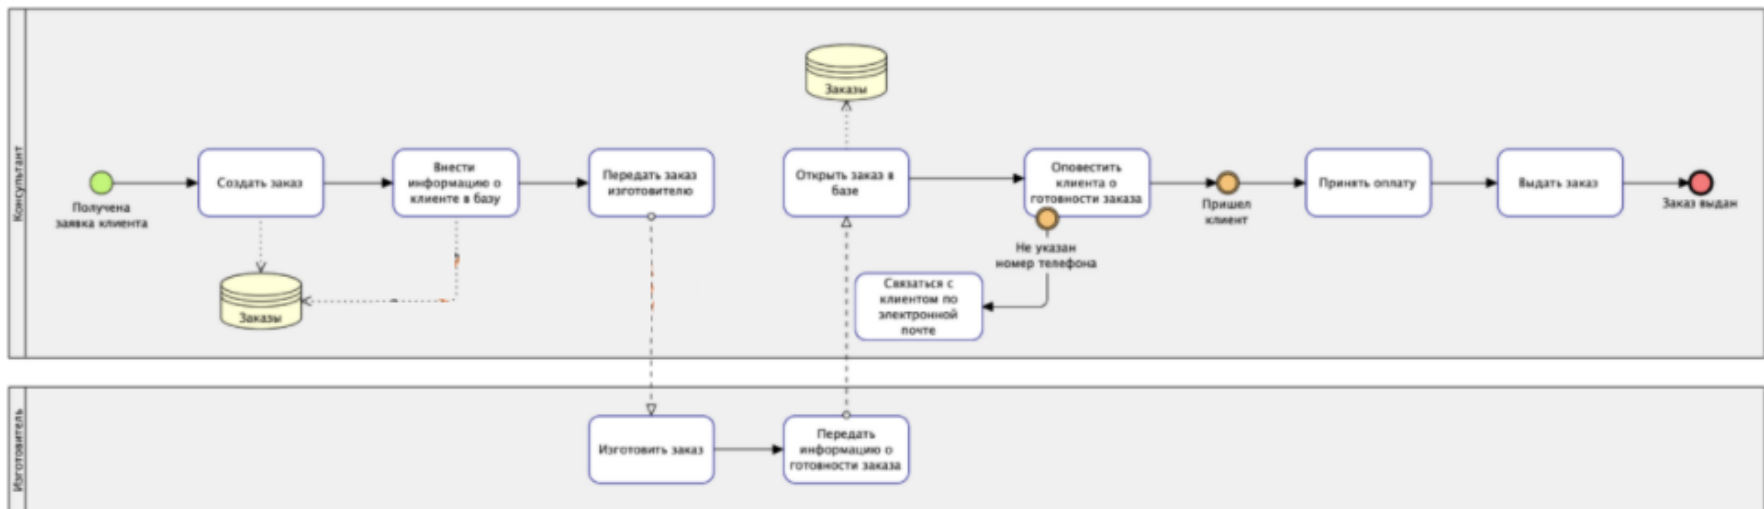 Консультант
Получена
заявка клиента
Создать заказ
Заказы
Внести
информацию о
клиенте в базу
Передать заказ
изготовителю
Заказы
Открыть заказ в
базе
Оповестить
клиента о
готовности заказа
Не указан
номер телефона
Связаться с
клиентом по
электронной
почте
Пришел
клиент
Принять оплату
Выдать заказ
Заказ выдан
Изготовитель
Изготовить заказ
Передать
информацию о
готовности заказа